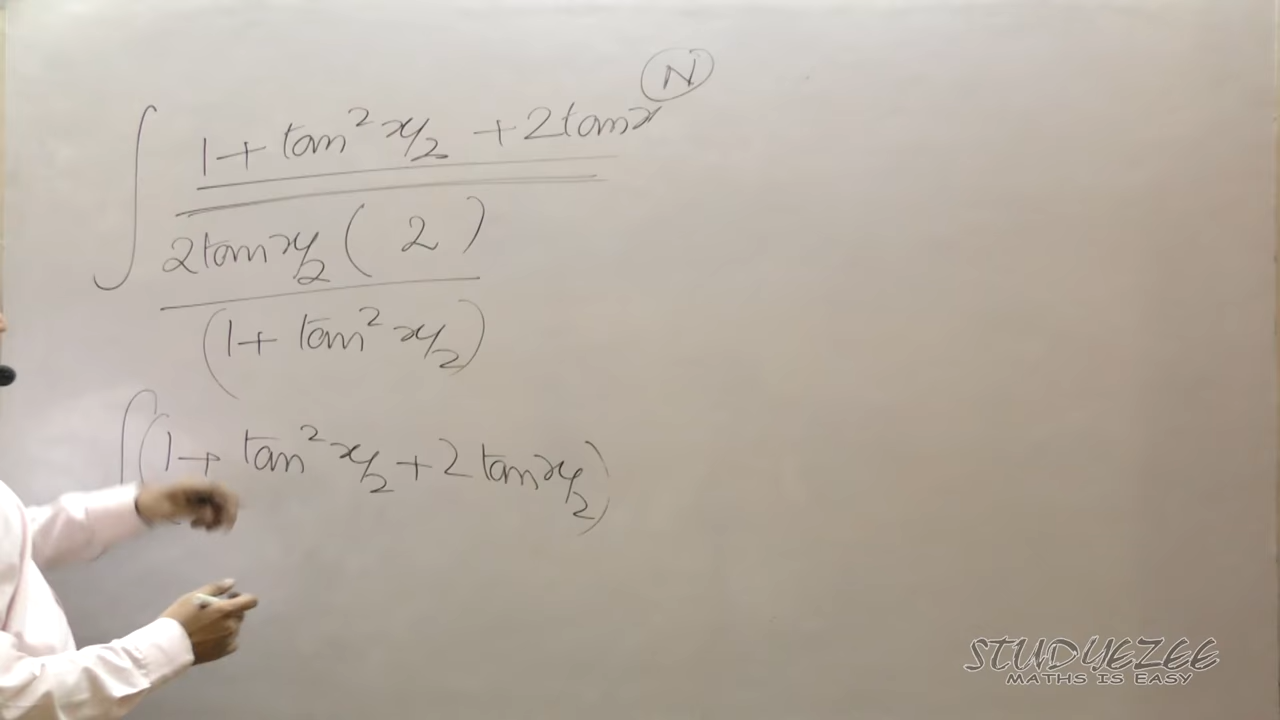 N
∫ 1 + tan² x/2 + 2 tan x
2 tan x/2 ( 2 )
(1 + tan² x/2)
∫ (1 + tan² x/2 + 2 tan x/2)
STUDYEZEE
MATHS IS EASY